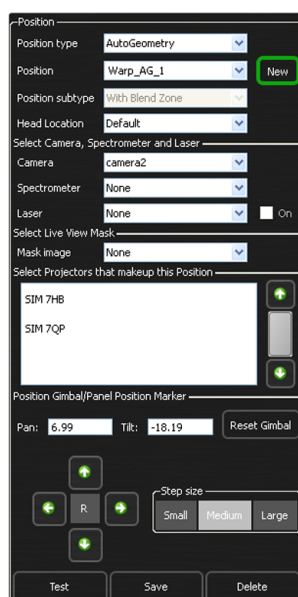 Position
Position type AutoGeometry
Position Warp_AG_1 New
Position subtype With Blend Zone
Head Location Default
Select Camera, Spectrometer and Laser
Camera camera2
Spectrometer None
Laser None On
Select Live View Mask
Mask image None
Select Projectors that makeup this Position
SIM 7HB
SIM 7QP
Position Gimbal/Panel Position Marker
Pan: 6.99 Tilt: -18.19 Reset Gimbal
R
Step size
Small Medium Large
Test Save Delete